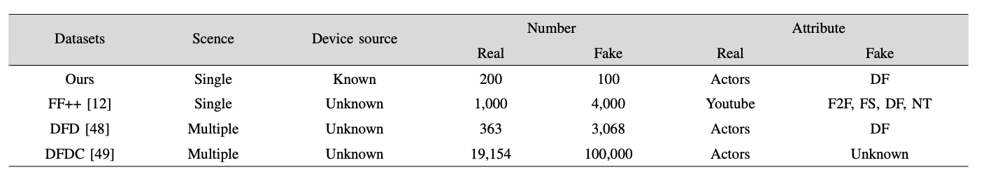 Datasets Scence Device source Number Attribute
Real Fake Real Fake
Ours Single Known 200 100 Actors DF
FF++ [12] Single Unknown 1,000 4,000 Youtube F2F, FS, DF, NT
DFD [48] Multiple Unknown 363 3,068 Actors DF
DFDC [49] Multiple Unknown 19,154 100,000 Actors Unknown